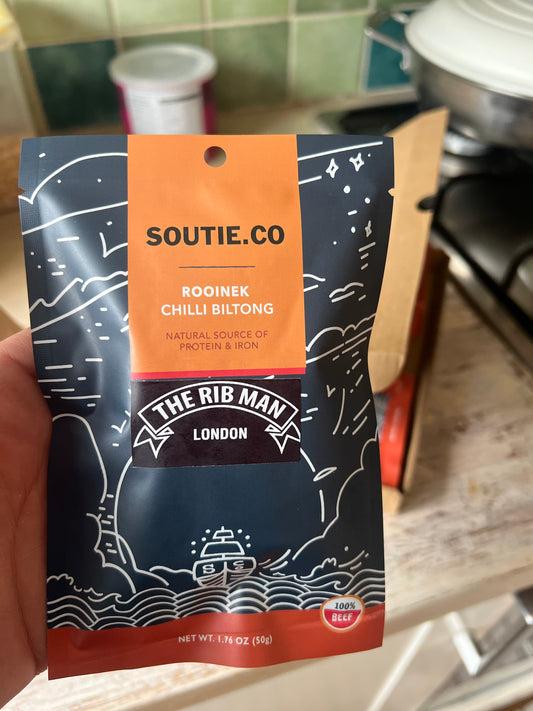 SOUTIE.CO
ROOINEK
CHILLI BILTONG
NATURAL SOURCE OF
PROTEIN & IRON
THE RIB MAN
LONDON
S C
100%
BEEF
NET WT. 1.76 OZ (50g)